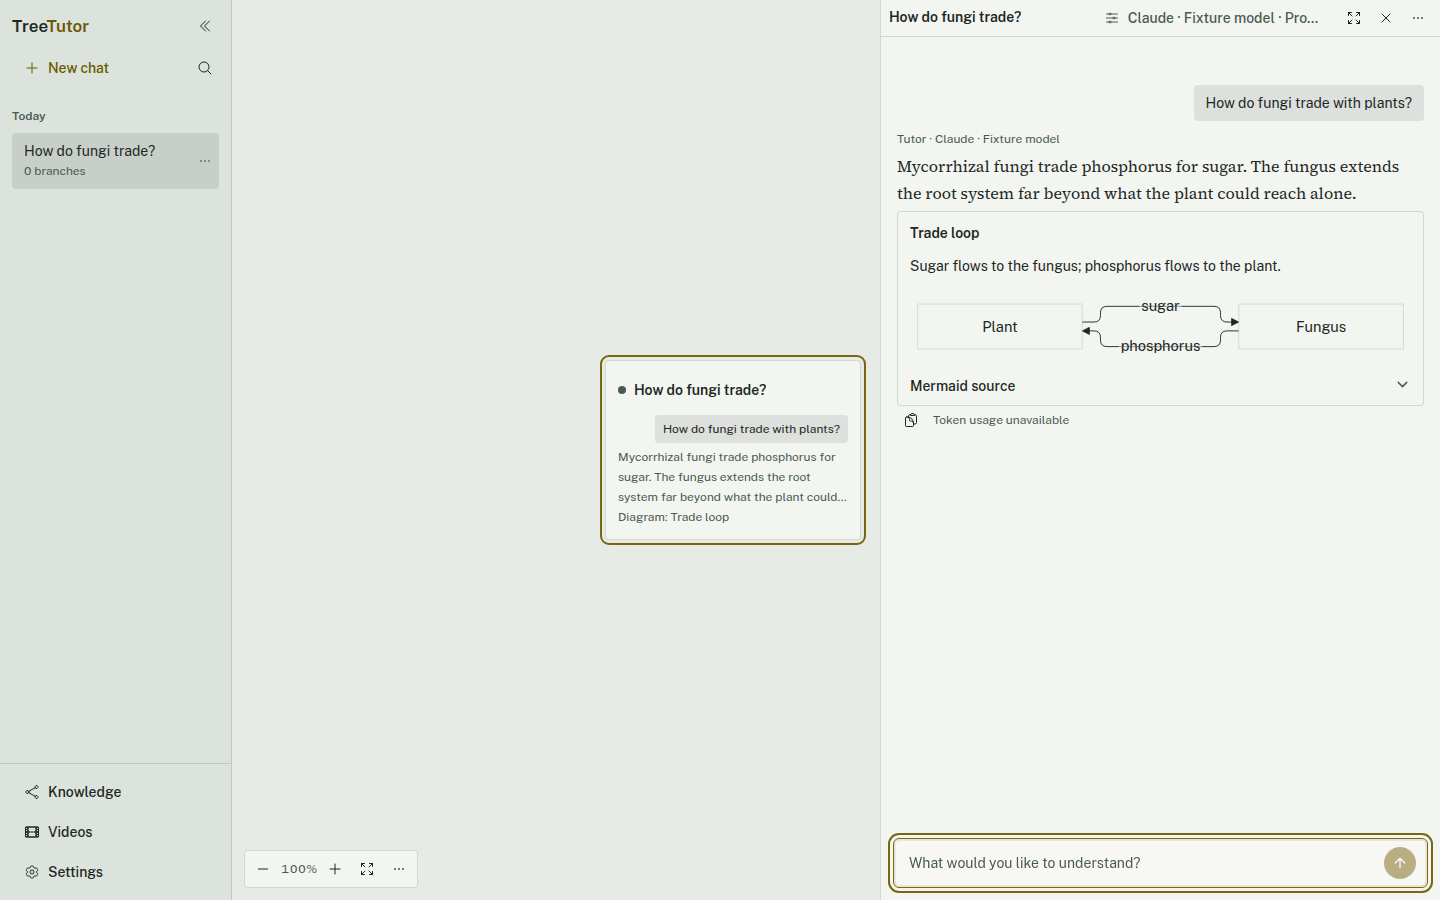 TreeTutor
New chat
Today
How do fungi trade?
0 branches
Knowledge
Videos
Settings
How do fungi trade?
How do fungi trade with plants?
Mycorrhizal fungi trade phosphorus for
sugar. The fungus extends the root
system far beyond what the plant could...
Diagram: Trade loop
100%
How do fungi trade?
Claude · Fixture model · Pro...
How do fungi trade with plants?
Tutor · Claude · Fixture model
Mycorrhizal fungi trade phosphorus for sugar. The fungus extends
the root system far beyond what the plant could reach alone.
Trade loop
Sugar flows to the fungus; phosphorus flows to the plant.
sugar
Plant
Fungus
phosphorus
Mermaid source
Token usage unavailable
What would you like to understand?